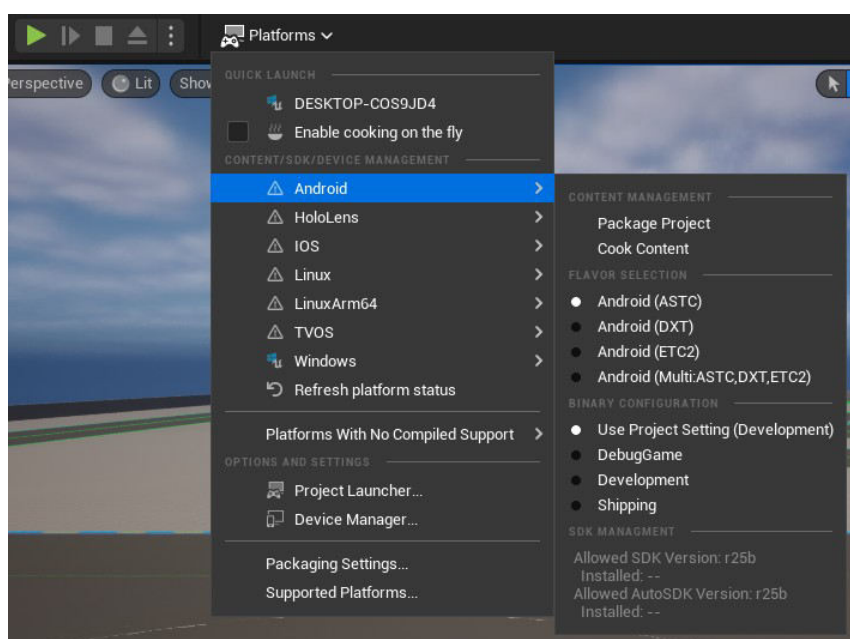 Platforms
Perspective
Lit
Show
QUICK LAUNCH
DESKTOP-COS9JD4
Enable cooking on the fly
CONTENT/SDK/DEVICE MANAGEMENT
Android
HoloLens
IOS
Linux
LinuxArm64
TVOS
Windows
Refresh platform status
Platforms With No Compiled Support
OPTIONS AND SETTINGS
Project Launcher...
Device Manager...
Packaging Settings...
Supported Platforms...
CONTENT MANAGEMENT
Package Project
Cook Content
FLAVOR SELECTION
Android (ASTC)
Android (DXT)
Android (ETC2)
Android (Multi:ASTC,DXT,ETC2)
BINARY CONFIGURATION
Use Project Setting (Development)
DebugGame
Development
Shipping
SDK MANAGMENT
Allowed SDK Version: r25b
Installed: --
Allowed AutoSDK Version: r25b
Installed: --